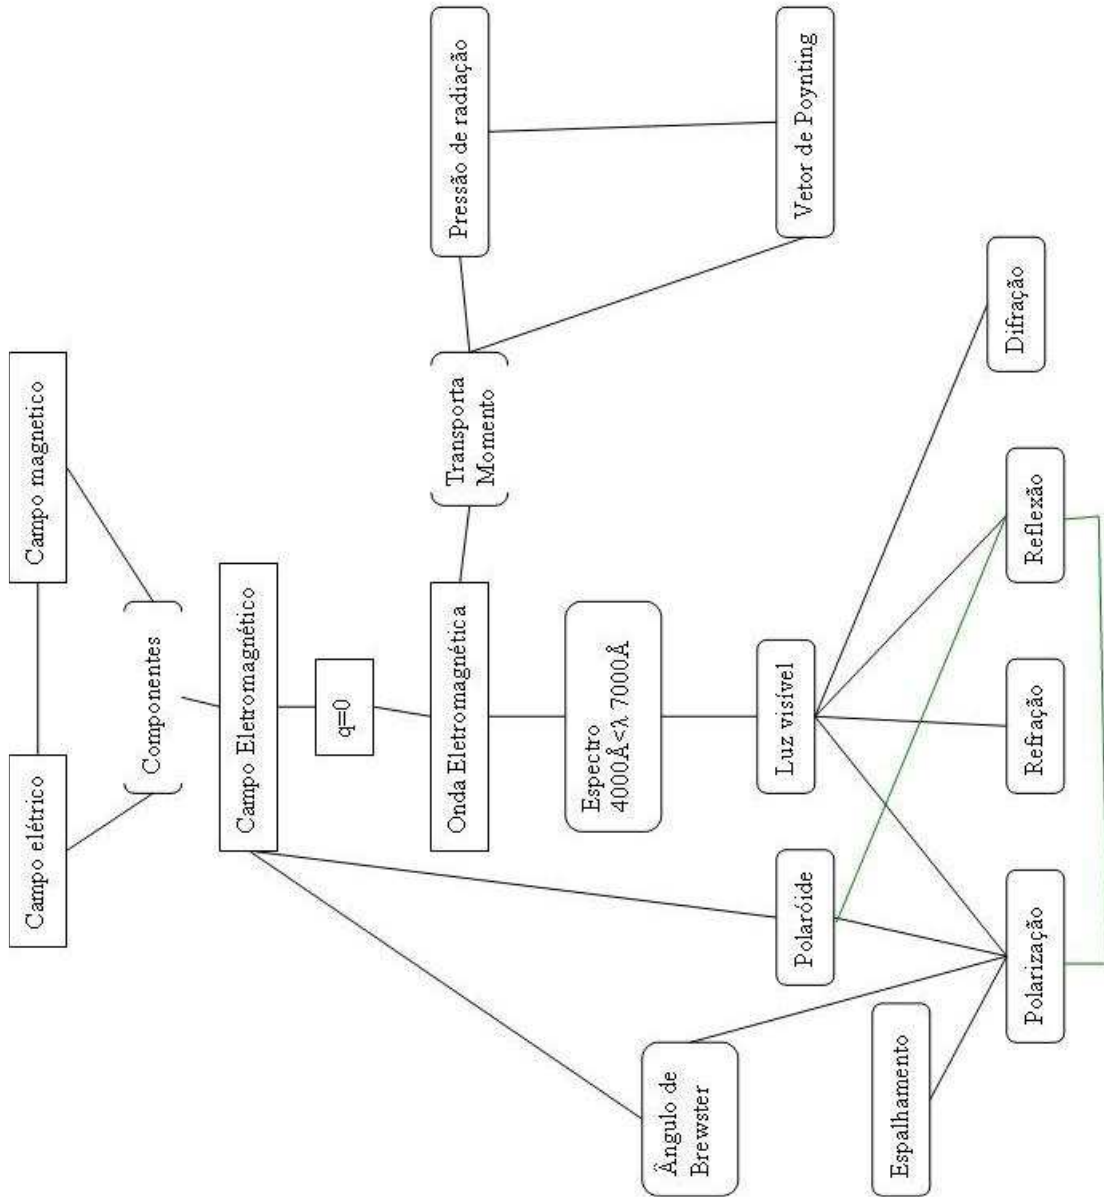 Campo elétrico
Campo magnetico
Componentes
Campo Eletromagnético
q=0
Onda Eletromagnética
Transporta
Momento
Pressão de radiação
Vetor de Poynting
Espectro
4000Å<λ 7000Å
Luz visível
Ângulo de
Brewster
Polaróide
Espalhamento
Polarização
Refração
Reflexão
Difração